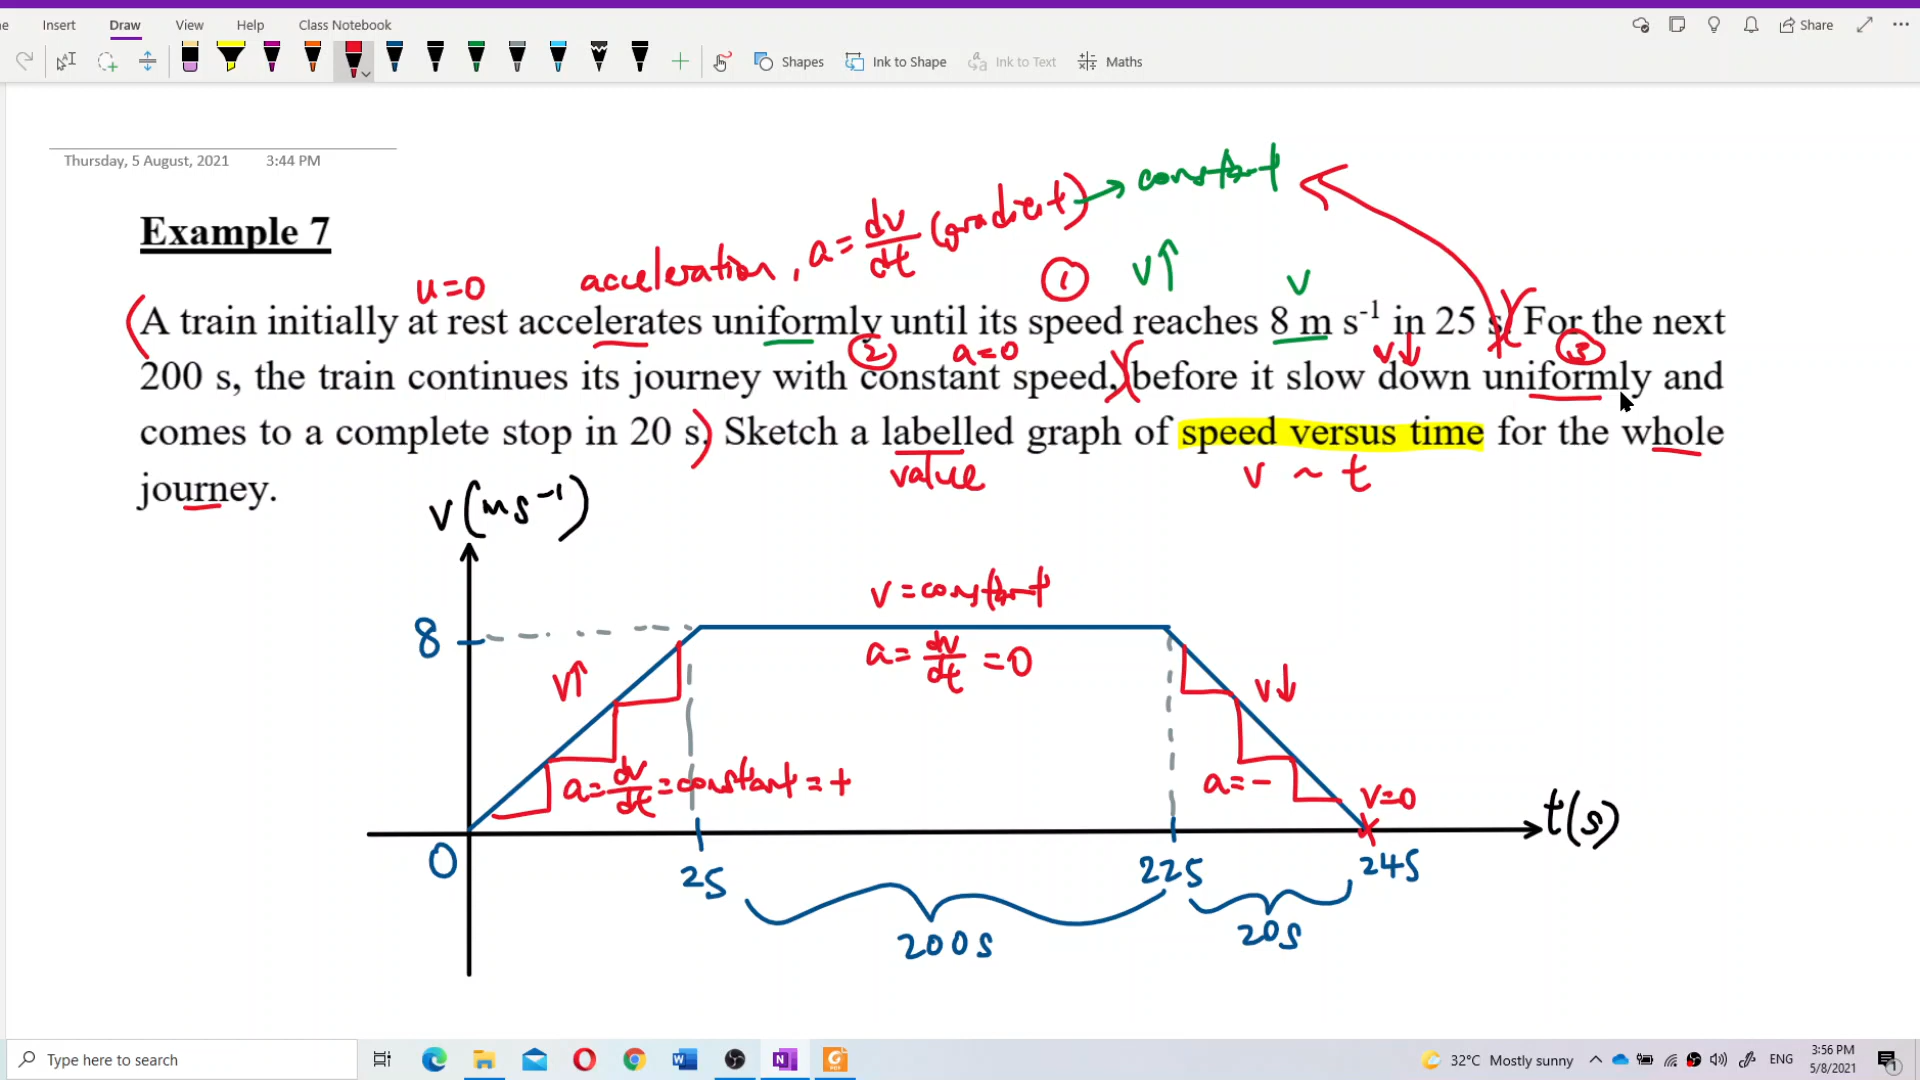 e Insert Draw View Help Class Notebook Share
Shapes Ink to Shape Ink to Text Maths
Thursday, 5 August, 2021 3:44 PM
Example 7
acceleration, a = dv/dt (gradient) → constant
u=0 ① v↑ v
A train initially at rest accelerates uniformly until its speed reaches 8 m s⁻¹ in 25 s. For the next
② a=0 v↓ ③
200 s, the train continues its journey with constant speed, before it slow down uniformly and
comes to a complete stop in 20 s. Sketch a labelled graph of speed versus time for the whole
value v ~ t
journey.
v (ms⁻¹)
v = constant
8
a = dv/dt = 0
v↑ v↓
a = dv/dt = constant = +
a = −
v=0
t(s)
0 25 225 245
200s 20s
Type here to search
32°C Mostly sunny ENG 3:56 PM
5/8/2021 1